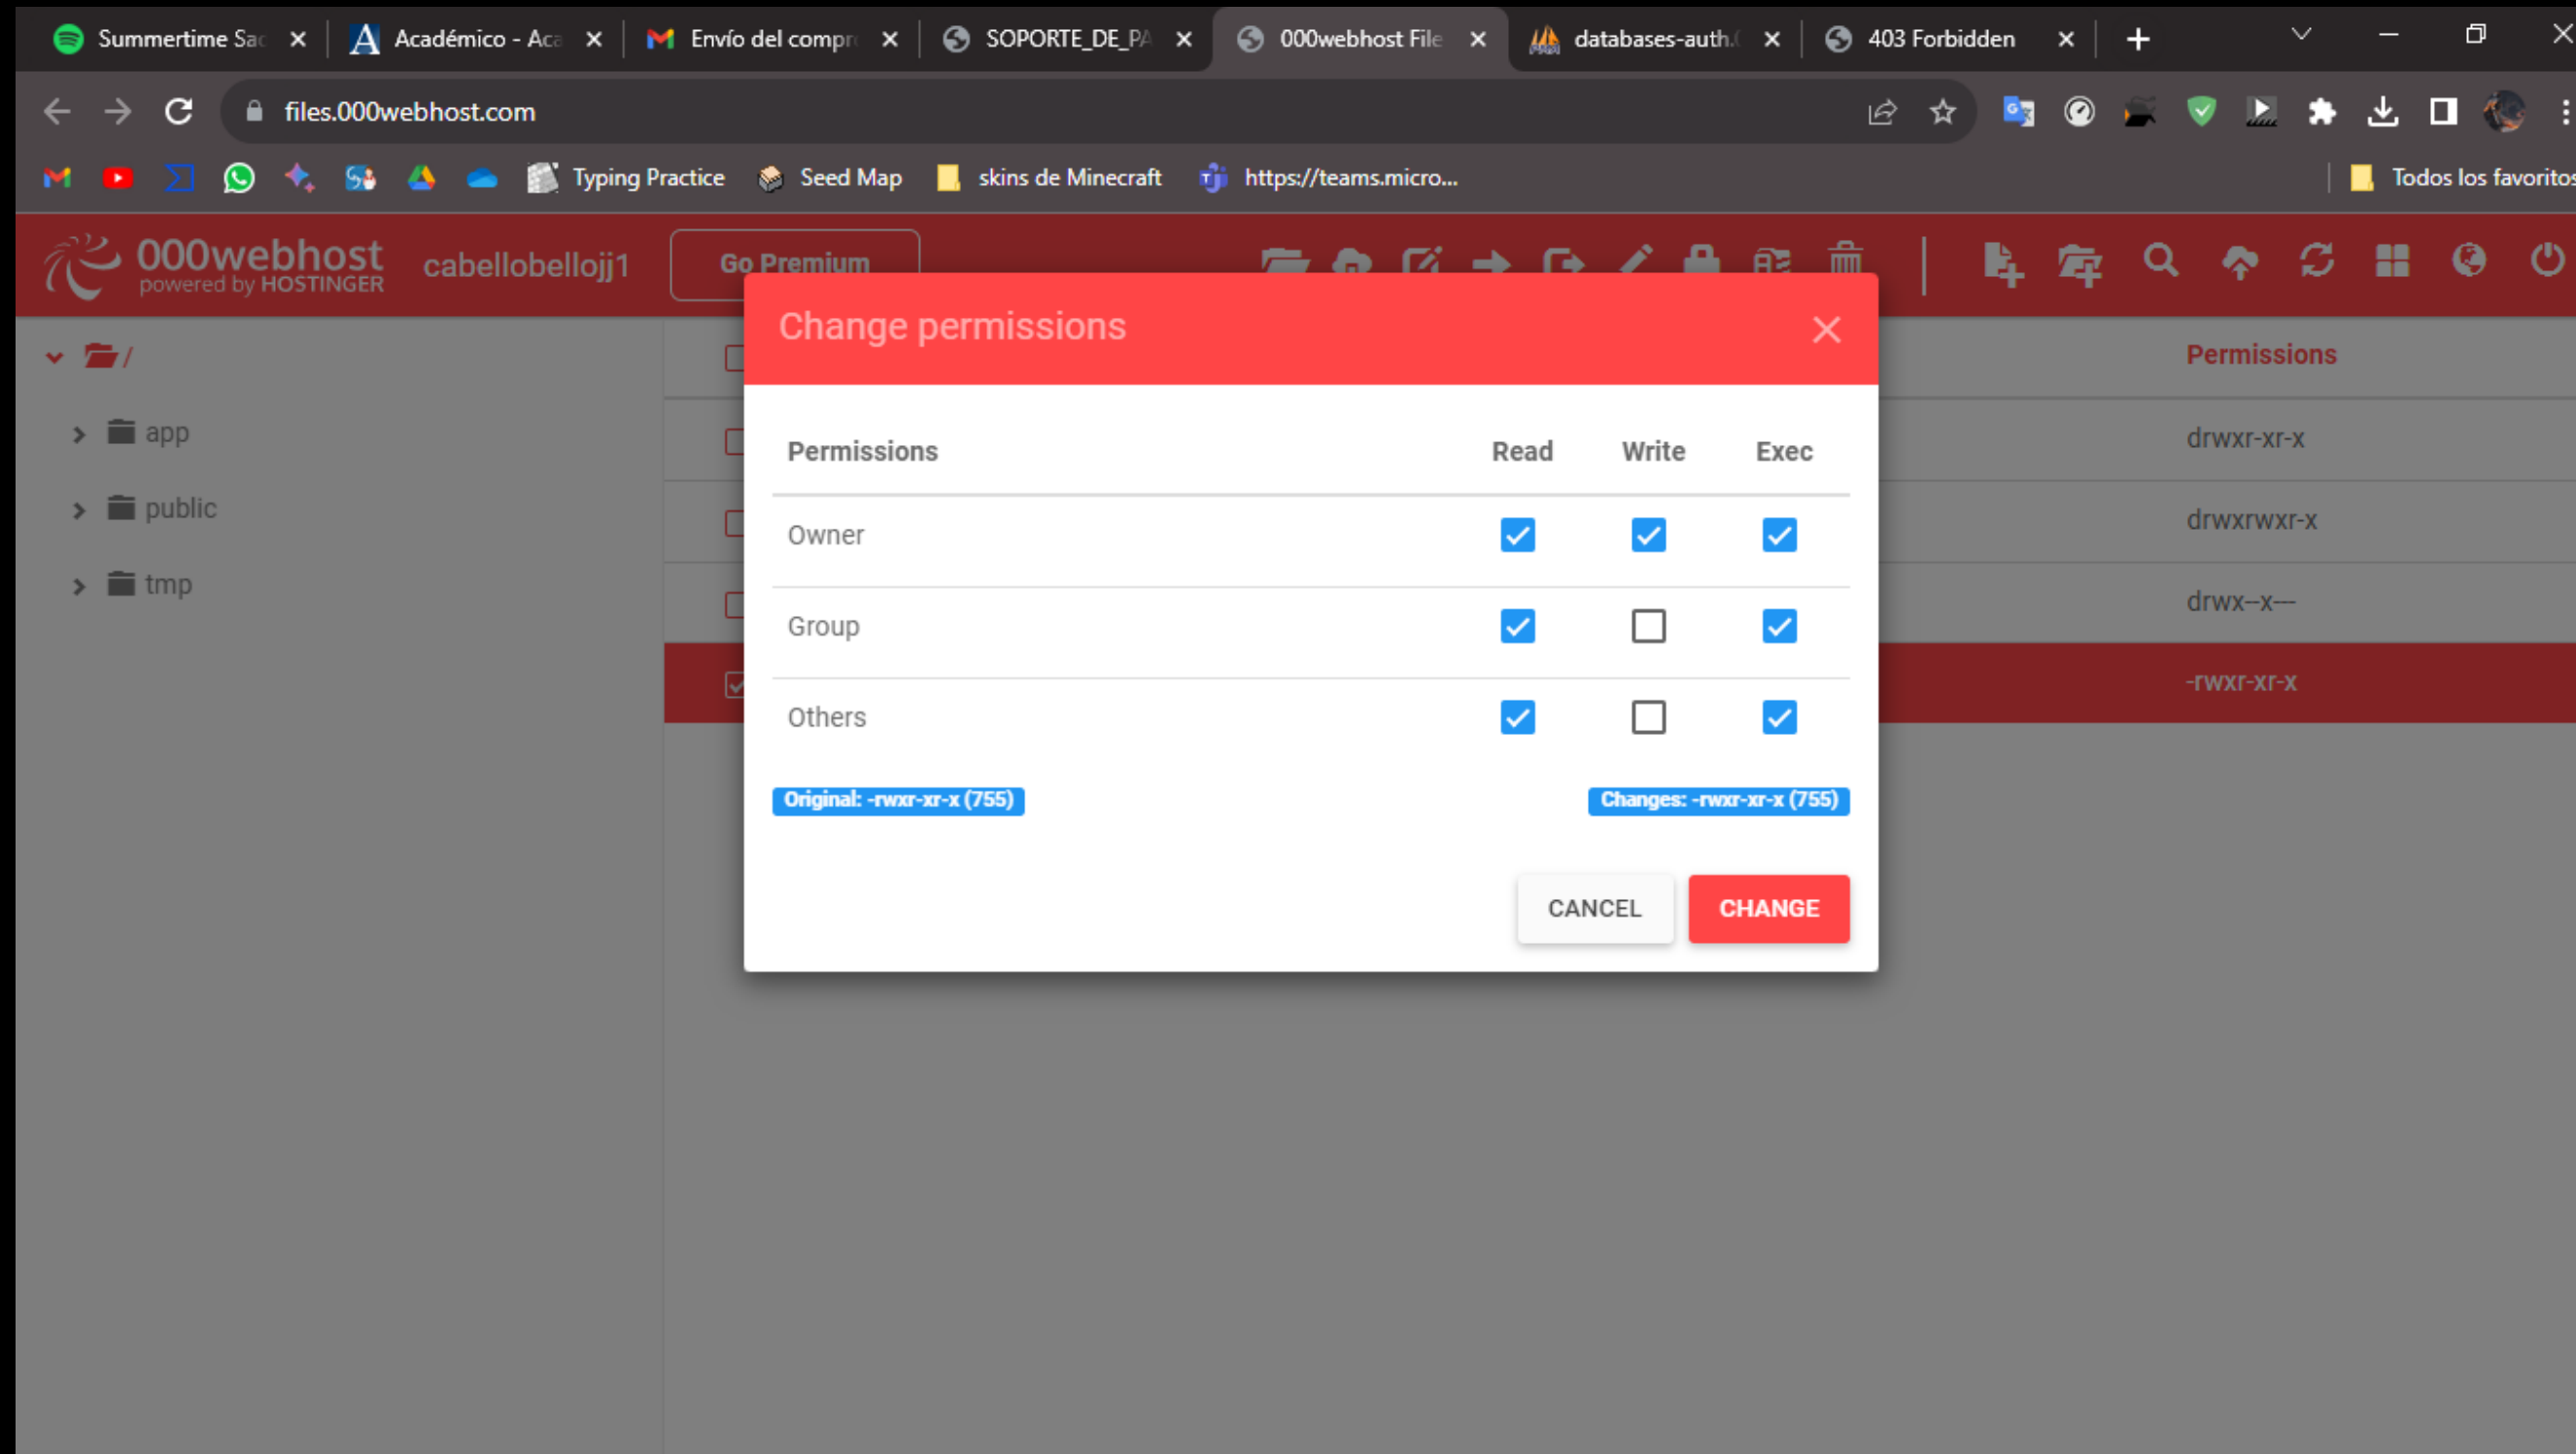 Summertime Sac
Académico - Aca
Envío del compro
SOPORTE_DE_PA
000webhost File
databases-auth.
403 Forbidden
files.000webhost.com
Typing Practice
Seed Map
skins de Minecraft
https://teams.micro...
Todos los favoritos
000webhost
powered by HOSTINGER
cabellobellojj1
Go Premium
Change permissions
/
Permissions
app
drwxr-xr-x
public
drwxrwxr-x
tmp
drwx--x---
-rwxr-xr-x
Permissions Read Write Exec
Owner
Group
Others
Original: -rwxr-xr-x (755)
Changes: -rwxr-xr-x (755)
CANCEL
CHANGE